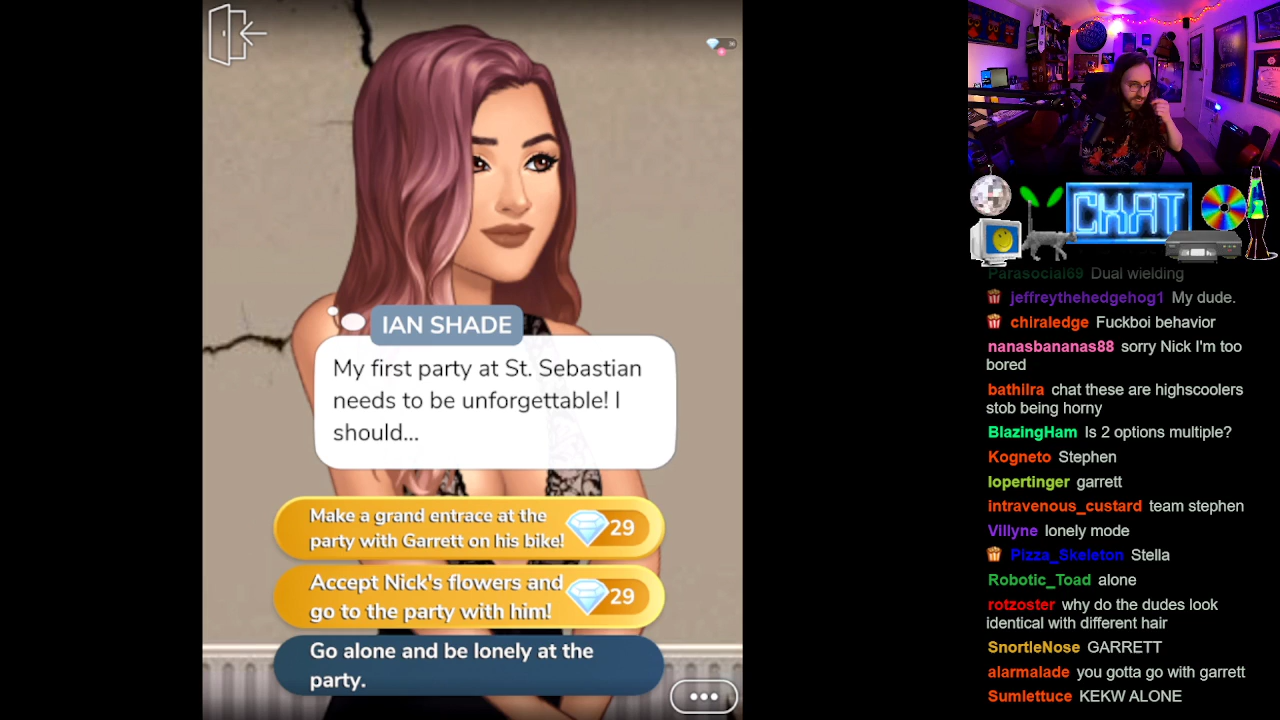 IAN SHADE
My first party at St. Sebastian
needs to be unforgettable! I
should...
Make a grand entrace at the
party with Garrett on his bike!
29
Accept Nick's flowers and
go to the party with him!
29
Go alone and be lonely at the
party.
CHAT
Parasocial69 Dual wielding
jeffreythehedgehog1 My dude.
chiraledge Fuckboi behavior
nanasbananas88 sorry Nick I'm too
bored
bathilra chat these are highscoolers
stob being horny
BlazingHam Is 2 options multiple?
Kogneto Stephen
lopertinger garrett
intravenous_custard team stephen
Villyne lonely mode
Pizza_Skeleton Stella
Robotic_Toad alone
rotzoster why do the dudes look
identical with different hair
SnortleNose GARRETT
alarmalade you gotta go with garrett
Sumlettuce KEKW ALONE